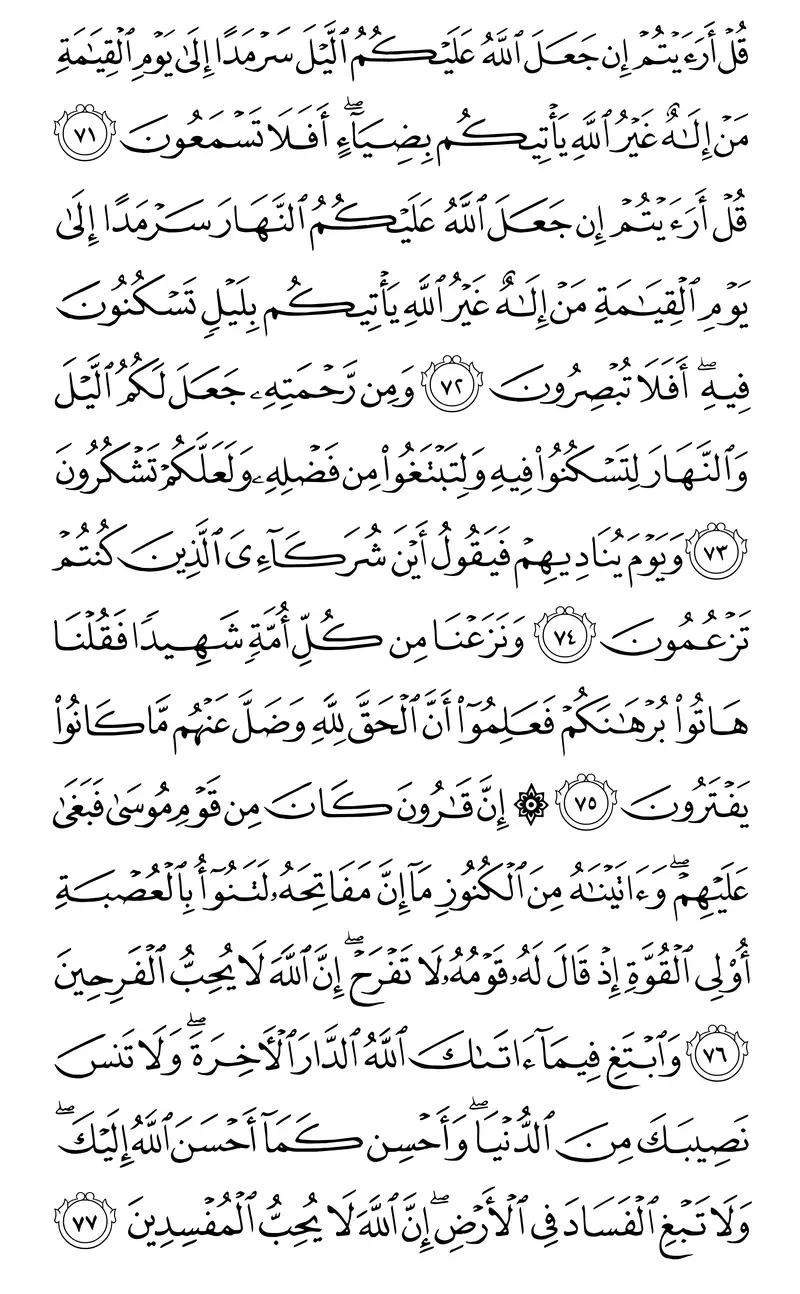 قُلْ أَرَءَيْتُمْ إِن جَعَلَ ٱللَّهُ عَلَيْكُمُ ٱلَّيْلَ سَرْمَدًا إِلَىٰ يَوْمِ ٱلْقِيَٰمَةِ
مَنْ إِلَٰهٌ غَيْرُ ٱللَّهِ يَأْتِيكُم بِضِيَآءٍ ۖ أَفَلَا تَسْمَعُونَ ٧١
قُلْ أَرَءَيْتُمْ إِن جَعَلَ ٱللَّهُ عَلَيْكُمُ ٱلنَّهَارَ سَرْمَدًا إِلَىٰ
يَوْمِ ٱلْقِيَٰمَةِ مَنْ إِلَٰهٌ غَيْرُ ٱللَّهِ يَأْتِيكُم بِلَيْلٍ تَسْكُنُونَ
فِيهِ ۖ أَفَلَا تُبْصِرُونَ ٧٢ وَمِن رَّحْمَتِهِۦ جَعَلَ لَكُمُ ٱلَّيْلَ
وَٱلنَّهَارَ لِتَسْكُنُوا۟ فِيهِ وَلِتَبْتَغُوا۟ مِن فَضْلِهِۦ وَلَعَلَّكُمْ تَشْكُرُونَ
٧٣ وَيَوْمَ يُنَادِيهِمْ فَيَقُولُ أَيْنَ شُرَكَآءِىَ ٱلَّذِينَ كُنتُمْ
تَزْعُمُونَ ٧٤ وَنَزَعْنَا مِن كُلِّ أُمَّةٍ شَهِيدًا فَقُلْنَا
هَاتُوا۟ بُرْهَٰنَكُمْ فَعَلِمُوٓا۟ أَنَّ ٱلْحَقَّ لِلَّهِ وَضَلَّ عَنْهُم مَّا كَانُوا۟
يَفْتَرُونَ ٧٥ ۞ إِنَّ قَٰرُونَ كَانَ مِن قَوْمِ مُوسَىٰ فَبَغَىٰ
عَلَيْهِمْ ۖ وَءَاتَيْنَٰهُ مِنَ ٱلْكُنُوزِ مَآ إِنَّ مَفَاتِحَهُۥ لَتَنُوٓأُ بِٱلْعُصْبَةِ
أُو۟لِى ٱلْقُوَّةِ إِذْ قَالَ لَهُۥ قَوْمُهُۥ لَا تَفْرَحْ ۖ إِنَّ ٱللَّهَ لَا يُحِبُّ ٱلْفَرِحِينَ
٧٦ وَٱبْتَغِ فِيمَآ ءَاتَىٰكَ ٱللَّهُ ٱلدَّارَ ٱلْءَاخِرَةَ ۖ وَلَا تَنسَ
نَصِيبَكَ مِنَ ٱلدُّنْيَا ۖ وَأَحْسِن كَمَآ أَحْسَنَ ٱللَّهُ إِلَيْكَ ۖ
وَلَا تَبْغِ ٱلْفَسَادَ فِى ٱلْأَرْضِ ۖ إِنَّ ٱللَّهَ لَا يُحِبُّ ٱلْمُفْسِدِينَ ٧٧